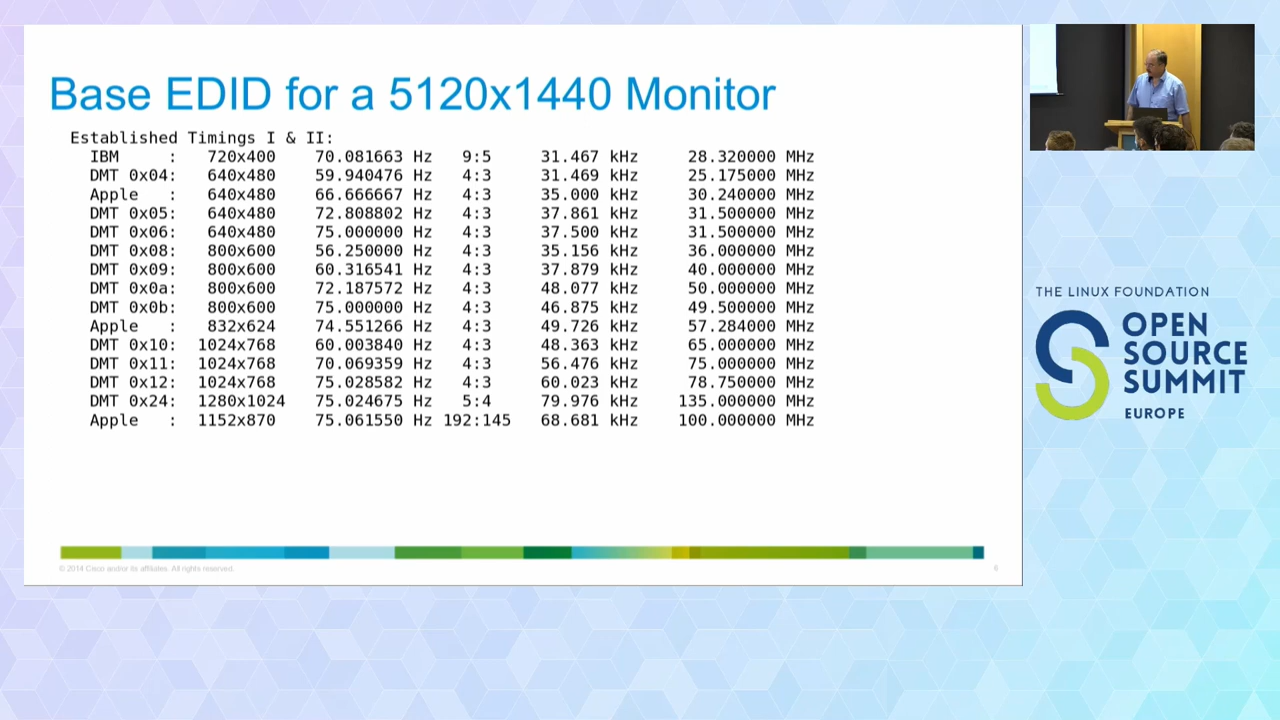 Base EDID for a 5120x1440 Monitor
Established Timings I & II:
IBM     :   720x400    70.081663 Hz   9:5     31.467 kHz     28.320000 MHz
DMT 0x04:   640x480    59.940476 Hz   4:3     31.469 kHz     25.175000 MHz
Apple   :   640x480    66.666667 Hz   4:3     35.000 kHz     30.240000 MHz
DMT 0x05:   640x480    72.808802 Hz   4:3     37.861 kHz     31.500000 MHz
DMT 0x06:   640x480    75.000000 Hz   4:3     37.500 kHz     31.500000 MHz
DMT 0x08:   800x600    56.250000 Hz   4:3     35.156 kHz     36.000000 MHz
DMT 0x09:   800x600    60.316541 Hz   4:3     37.879 kHz     40.000000 MHz
DMT 0x0a:   800x600    72.187572 Hz   4:3     48.077 kHz     50.000000 MHz
DMT 0x0b:   800x600    75.000000 Hz   4:3     46.875 kHz     49.500000 MHz
Apple   :   832x624    74.551266 Hz   4:3     49.726 kHz     57.284000 MHz
DMT 0x10:  1024x768    60.003840 Hz   4:3     48.363 kHz     65.000000 MHz
DMT 0x11:  1024x768    70.069359 Hz   4:3     56.476 kHz     75.000000 MHz
DMT 0x12:  1024x768    75.028582 Hz   4:3     60.023 kHz     78.750000 MHz
DMT 0x24:  1280x1024   75.024675 Hz   5:4     79.976 kHz    135.000000 MHz
Apple   :  1152x870    75.061550 Hz 192:145   68.681 kHz    100.000000 MHz
© 2014 Cisco and/or its affiliates. All rights reserved.
THE LINUX FOUNDATION
OPEN
SOURCE
SUMMIT
EUROPE